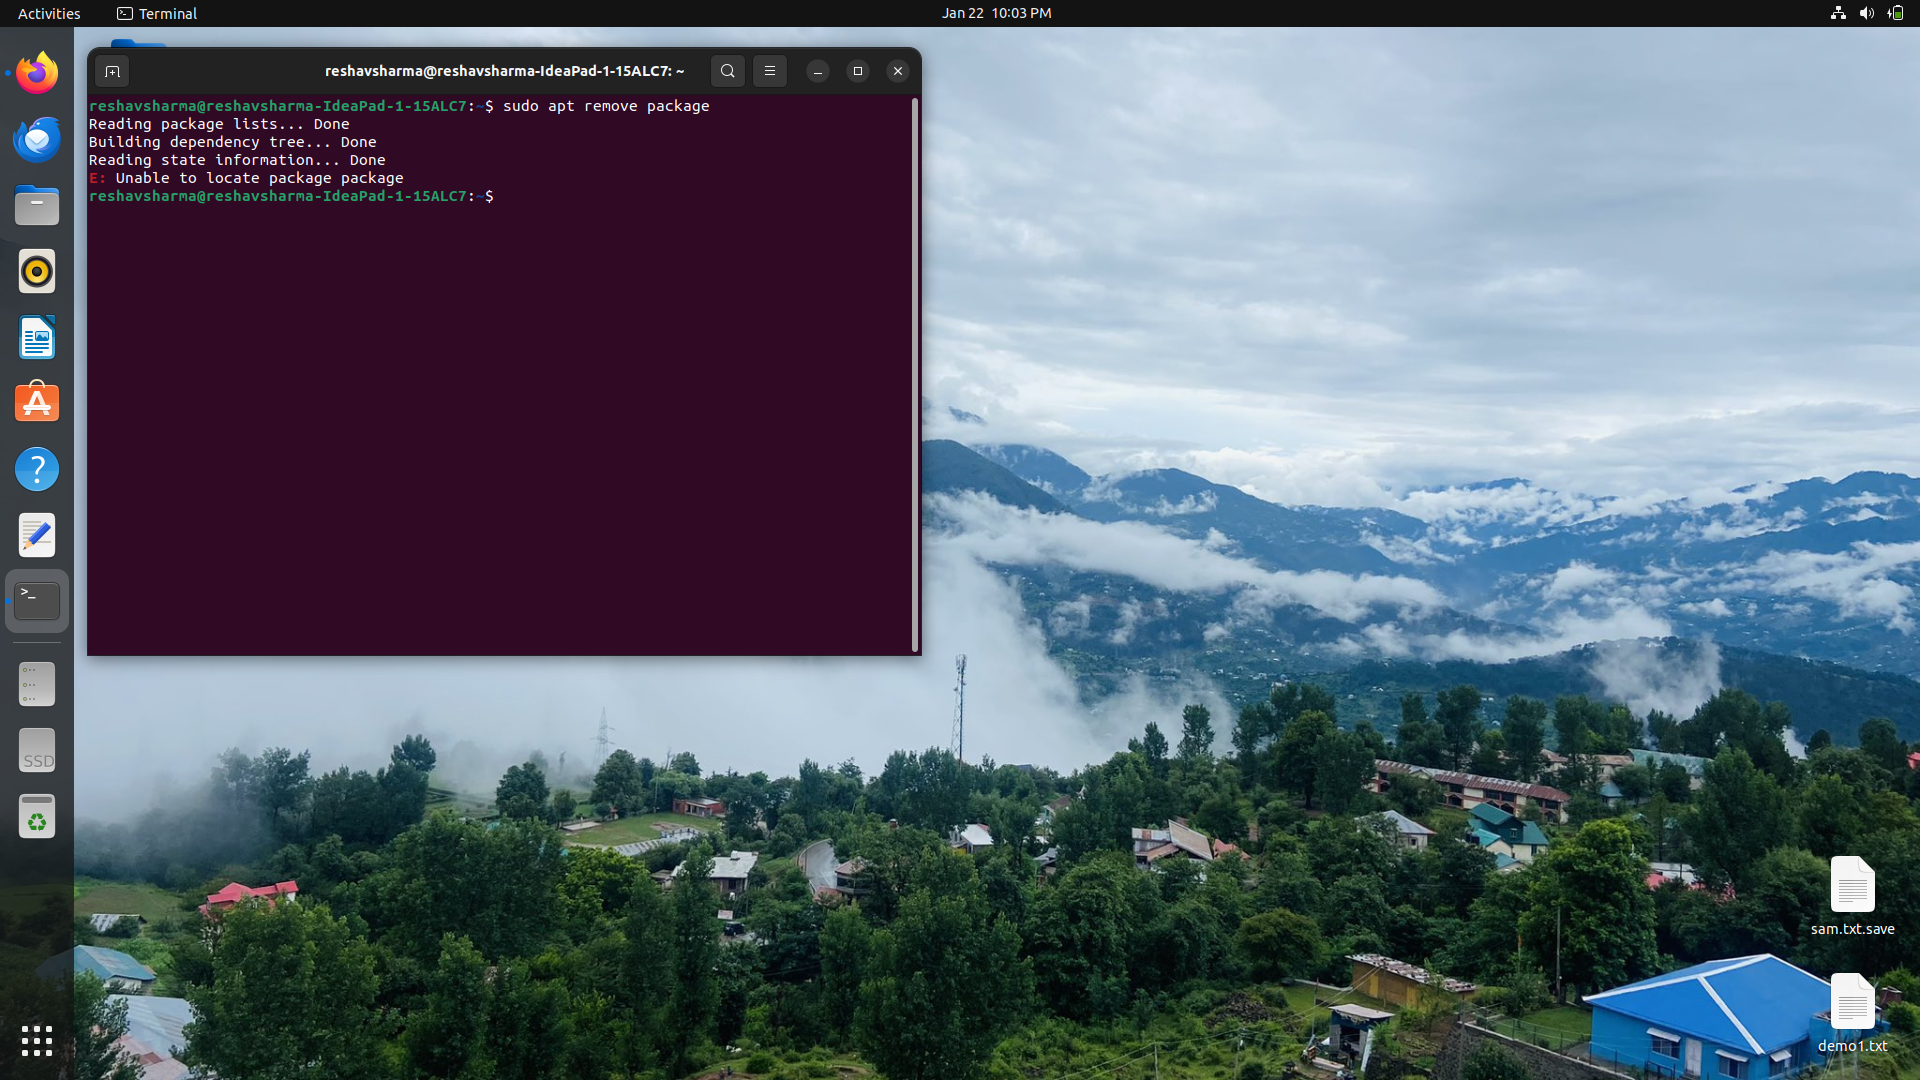 Activities
Terminal
Jan 22 10:03 PM
reshavsharma@reshavsharma-IdeaPad-1-15ALC7: ~
reshavsharma@reshavsharma-IdeaPad-1-15ALC7:~$ sudo apt remove package
Reading package lists... Done
Building dependency tree... Done
Reading state information... Done
E: Unable to locate package package
reshavsharma@reshavsharma-IdeaPad-1-15ALC7:~$
SSD
sam.txt.save
demo1.txt